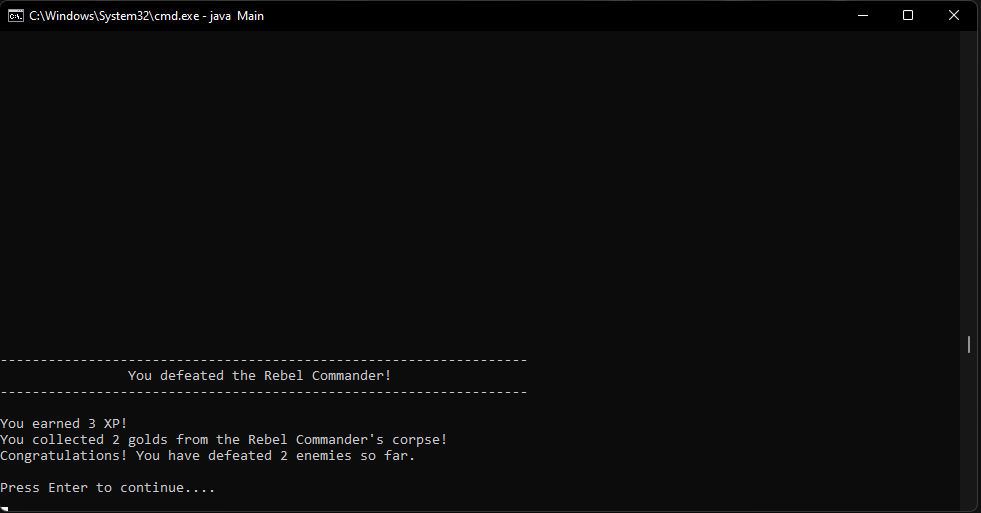 C:\Windows\System32\cmd.exe - java  Main
------------------------------------------------------------------
You defeated the Rebel Commander!
------------------------------------------------------------------
You earned 3 XP!
You collected 2 golds from the Rebel Commander's corpse!
Congratulations! You have defeated 2 enemies so far.
Press Enter to continue....